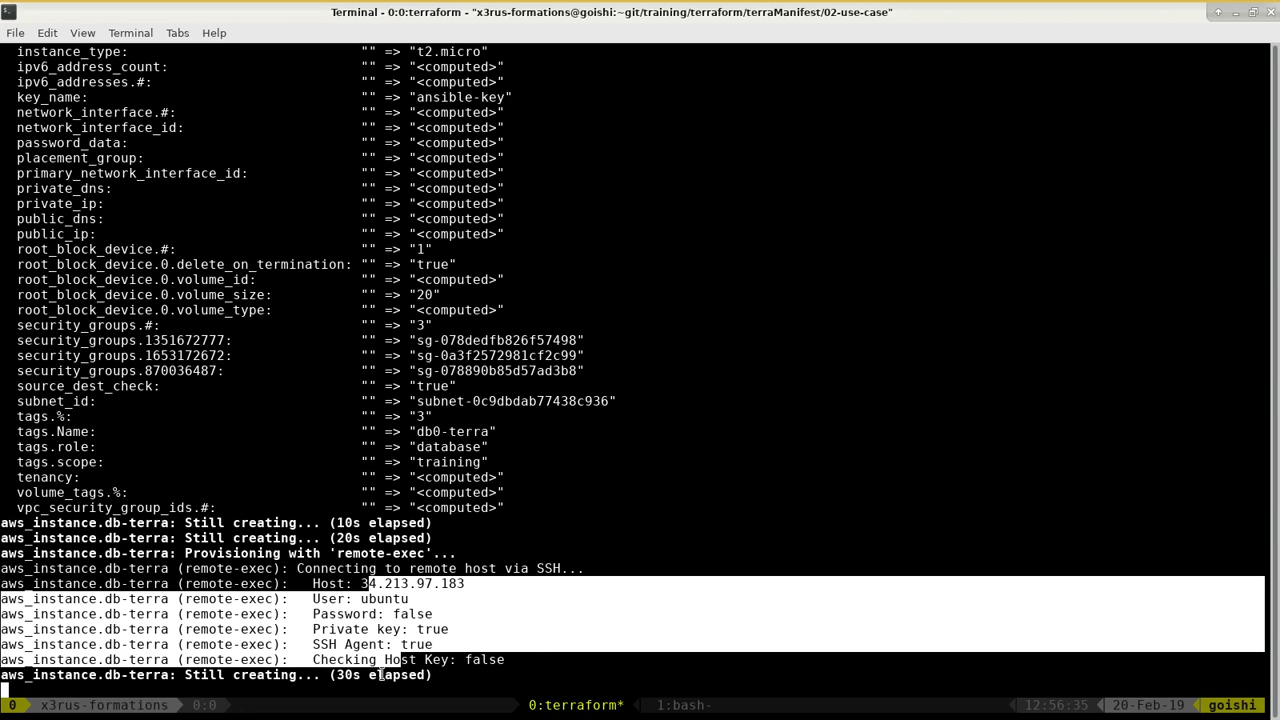 Terminal - 0:0:terraform - "x3rus-formations@goishi:~git/training/terraform/terraManifest/02-use-case"
File Edit View Terminal Tabs Help
instance_type: "" => "t2.micro"
ipv6_address_count: "" => "<computed>"
ipv6_addresses.#: "" => "<computed>"
key_name: "" => "ansible-key"
network_interface.#: "" => "<computed>"
network_interface_id: "" => "<computed>"
password_data: "" => "<computed>"
placement_group: "" => "<computed>"
primary_network_interface_id: "" => "<computed>"
private_dns: "" => "<computed>"
private_ip: "" => "<computed>"
public_dns: "" => "<computed>"
public_ip: "" => "<computed>"
root_block_device.#: "" => "1"
root_block_device.0.delete_on_termination: "" => "true"
root_block_device.0.volume_id: "" => "<computed>"
root_block_device.0.volume_size: "" => "20"
root_block_device.0.volume_type: "" => "<computed>"
security_groups.#: "" => "3"
security_groups.1351672777: "" => "sg-078dedfb826f57498"
security_groups.1653172672: "" => "sg-0a3f2572981cf2c99"
security_groups.870036487: "" => "sg-078890b85d57ad3b8"
source_dest_check: "" => "true"
subnet_id: "" => "subnet-0c9dbdab77438c936"
tags.%: "" => "3"
tags.Name: "" => "db0-terra"
tags.role: "" => "database"
tags.scope: "" => "training"
tenancy: "" => "<computed>"
volume_tags.%: "" => "<computed>"
vpc_security_group_ids.#: "" => "<computed>"
aws_instance.db-terra: Still creating... (10s elapsed)
aws_instance.db-terra: Still creating... (20s elapsed)
aws_instance.db-terra: Provisioning with 'remote-exec'...
aws_instance.db-terra (remote-exec): Connecting to remote host via SSH...
aws_instance.db-terra (remote-exec): Host: 34.213.97.183
aws_instance.db-terra (remote-exec): User: ubuntu
aws_instance.db-terra (remote-exec): Password: false
aws_instance.db-terra (remote-exec): Private key: true
aws_instance.db-terra (remote-exec): SSH Agent: true
aws_instance.db-terra (remote-exec): Checking Host Key: false
aws_instance.db-terra: Still creating... (30s elapsed)
0 x3rus-formations 0:0 0:terraform* 1:bash- 12:56:35 20-Feb-19 goishi